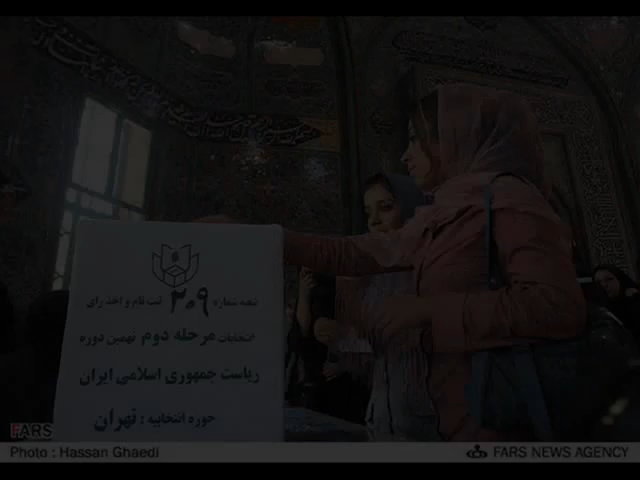 شعبه شماره ۲۰۹ ثبت نام و اخذ رای
انتخابات مرحله دوم نهمین دوره
ریاست جمهوری اسلامی ایران
حوزه انتخابیه : تهران
FARS
Photo : Hassan Ghaedi
FARS NEWS AGENCY